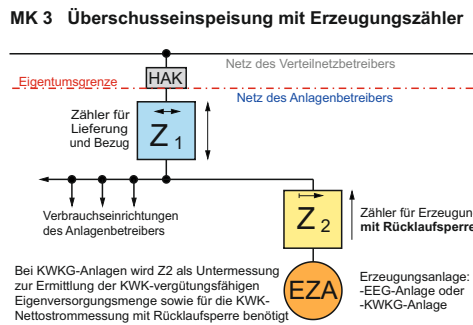 MK 3 Überschusseinspeisung mit Erzeugungszähler
Netz des Verteilnetzbetreibers
HAK
Eigentumsgrenze
Netz des Anlagenbetreibers
Zähler für
Lieferung
und Bezug
Z 1
Verbrauchseinrichtungen
des Anlagenbetreibers
Z 2
Zähler für Erzeugun
mit Rücklaufsperre
Bei KWKG-Anlagen wird Z2 als Untermessung
zur Ermittlung der KWK-vergütungsfähigen
Eigenversorgungsmenge sowie für die KWK-
Nettostrommessung mit Rücklaufsperre benötigt
EZA
Erzeugungsanlage:
-EEG-Anlage oder
-KWKG-Anlage